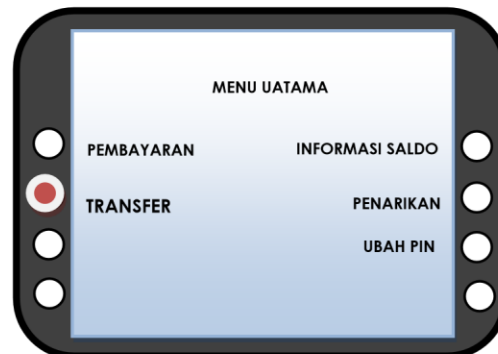 MENU UATAMA
PEMBAYARAN
INFORMASI SALDO
TRANSFER
PENARIKAN
UBAH PIN